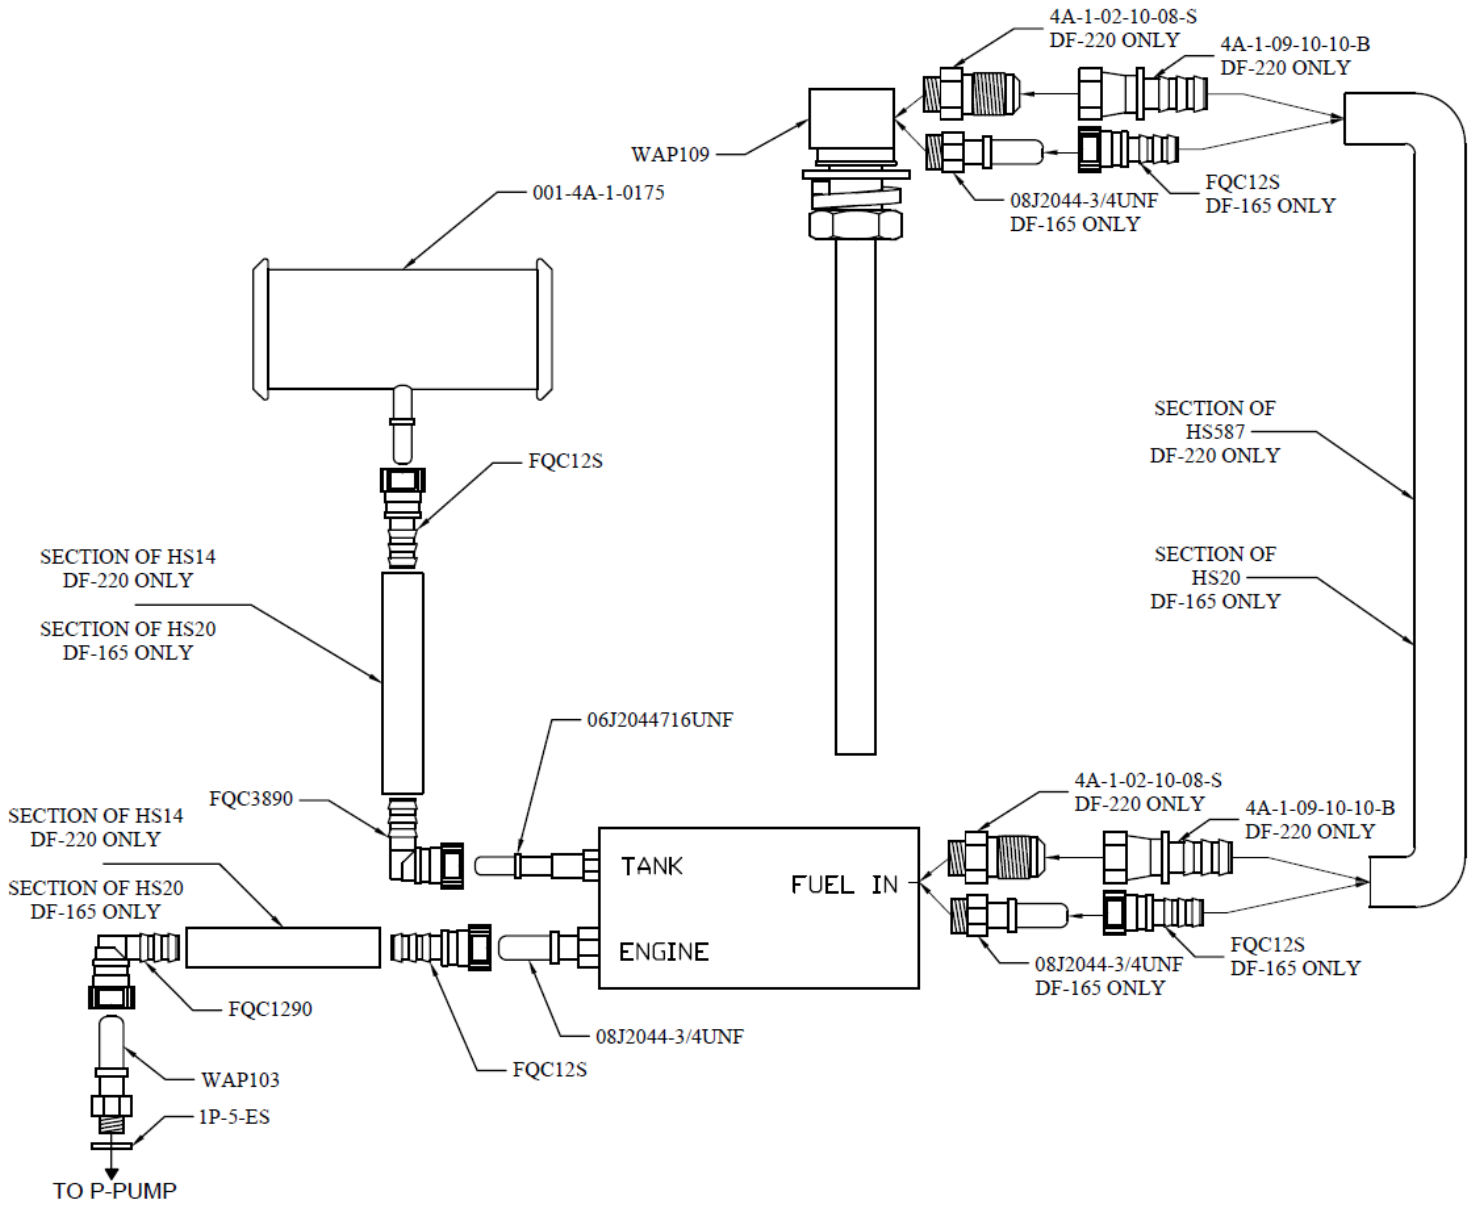 4A-1-02-10-08-S
DF-220 ONLY
4A-1-09-10-10-B
DF-220 ONLY
WAP109
FQC12S
DF-165 ONLY
08J2044-3/4UNF
DF-165 ONLY
001-4A-1-0175
FQC12S
SECTION OF
HS587
DF-220 ONLY
SECTION OF HS14
DF-220 ONLY
SECTION OF HS20
DF-165 ONLY
SECTION OF
HS20
DF-165 ONLY
06J2044716UNF
FQC3890
SECTION OF HS14
DF-220 ONLY
SECTION OF HS20
DF-165 ONLY
4A-1-02-10-08-S
DF-220 ONLY
4A-1-09-10-10-B
DF-220 ONLY
TANK
FUEL IN
ENGINE
FQC12S
DF-165 ONLY
08J2044-3/4UNF
DF-165 ONLY
FQC1290
08J2044-3/4UNF
FQC12S
WAP103
1P-5-ES
TO P-PUMP